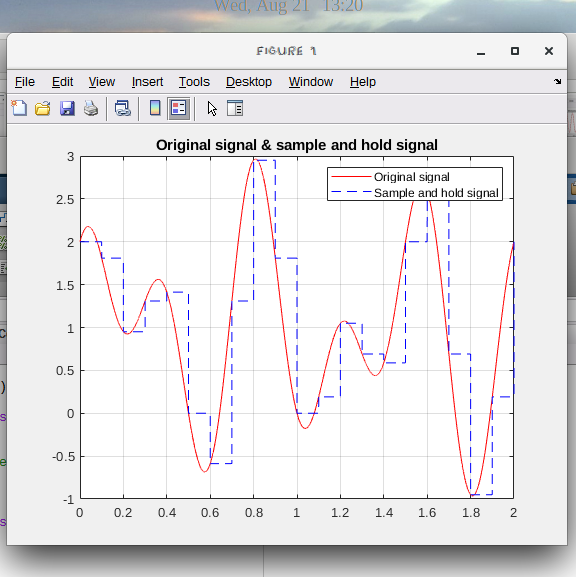 Wed, Aug 21 13:20
FIGURE 1
File Edit View Insert Tools Desktop Window Help
Original signal & sample and hold signal
Original signal
Sample and hold signal
3
2.5
2
1.5
1
0.5
0
-0.5
-1
0 0.2 0.4 0.6 0.8 1 1.2 1.4 1.6 1.8 2